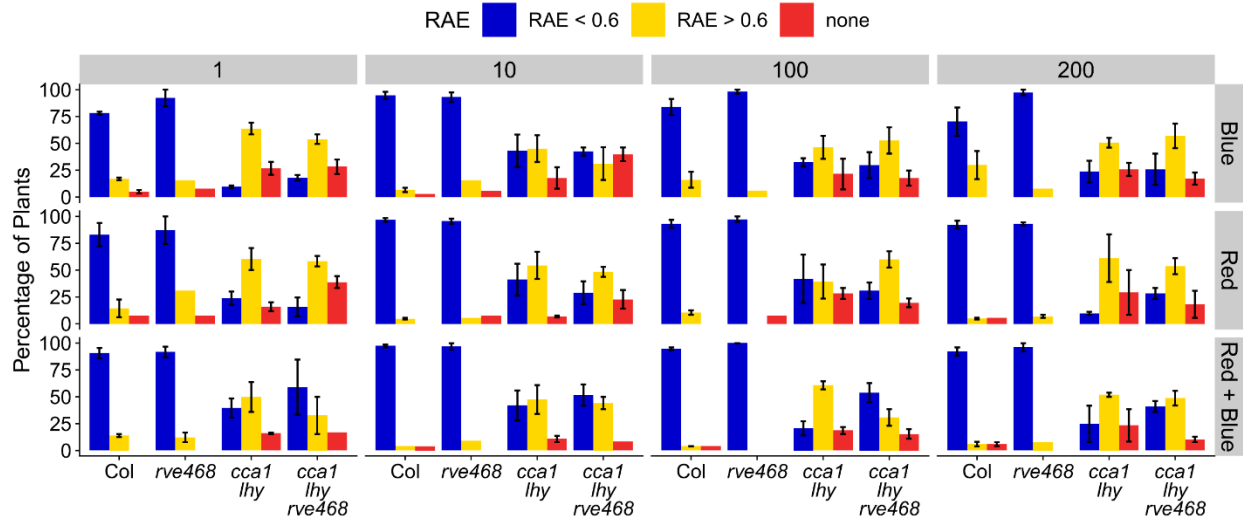 RAE RAE < 0.6 RAE > 0.6 none
1 10 100 200
Percentage of Plants
100
75
50
25
0
Blue
100
75
50
25
0
Red
100
75
50
25
0
Red + Blue
Col rve468 cca1 cca1 Col rve468 cca1 cca1 Col rve468 cca1 cca1 Col rve468 cca1 cca1
lhy lhy lhy lhy lhy lhy lhy lhy
rve468 rve468 rve468 rve468